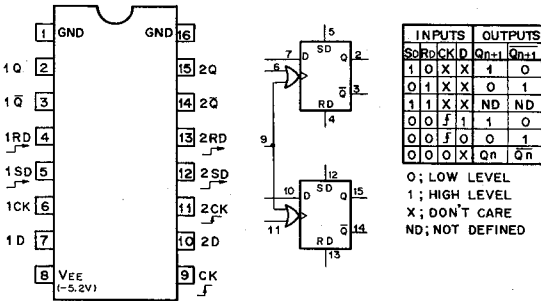 1 GND GND 16
1Q 2 15 2Q
1Q̅ 3 14 2Q̅
1RD 4 13 2RD
1SD 5 12 2SD
1CK 6 11 2CK
1D 7 10 2D
8 VEE (-5.2V) 9 CK
5
7 D SD Q 2
6
Q̅ 3
RD
4
9
12
10 D SD Q 15
11
Q̅ 14
RD
13
INPUTS OUTPUTS
SD RD CK D Qn+1 Q̅n+1
1 0 X X 1 0
0 1 X X 0 1
1 1 X X ND ND
0 0 ⨍ 1 1 0
0 0 ⨍ 0 0 1
0 0 0 X Qn Q̅n
0; LOW LEVEL
1; HIGH LEVEL
X; DON'T CARE
ND; NOT DEFINED